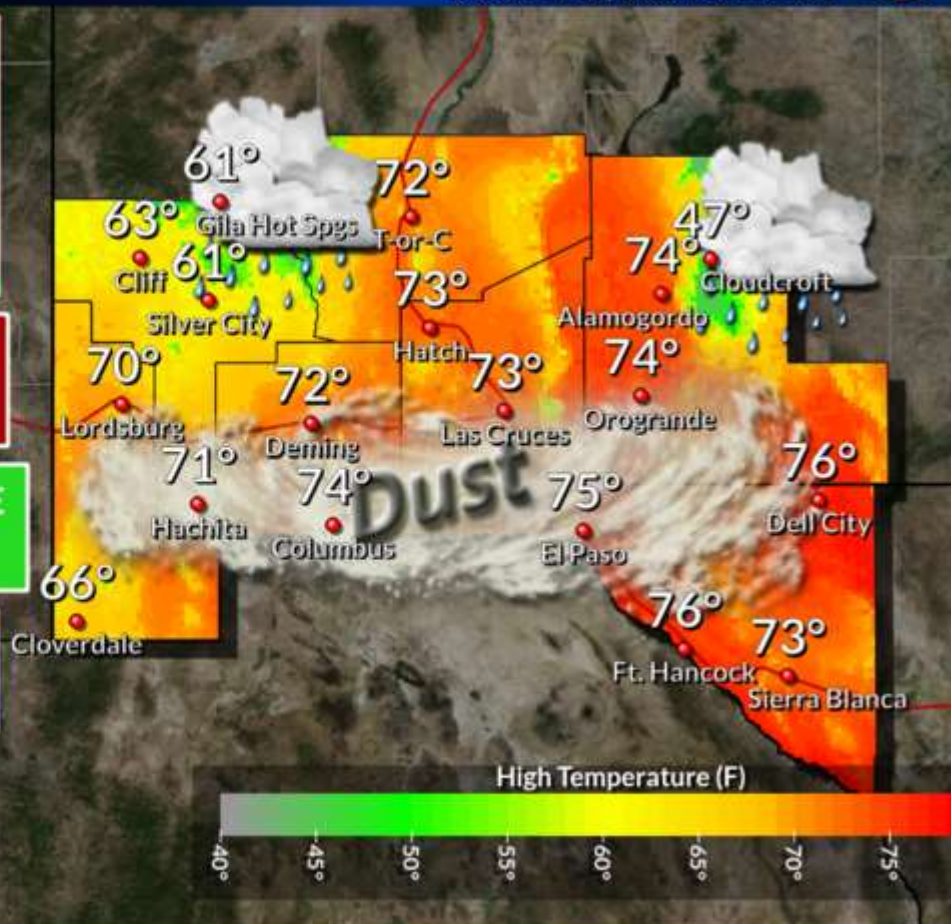 61°
Gila Hot Spgs
72°
T-or-C
63°
Cliff
61°
Silver City
47°
Cloudcroft
74°
Alamogordo
73°
Hatch
70°
Lordsburg
72°
Deming
73°
Las Cruces
74°
Orogrande
Dust
71°
Hachita
74°
Columbus
75°
El Paso
76°
Dell City
66°
Cloverdale
76°
Ft. Hancock
73°
Sierra Blanca
High Temperature (F)
40° 45° 50° 55° 60° 65° 70° 75°